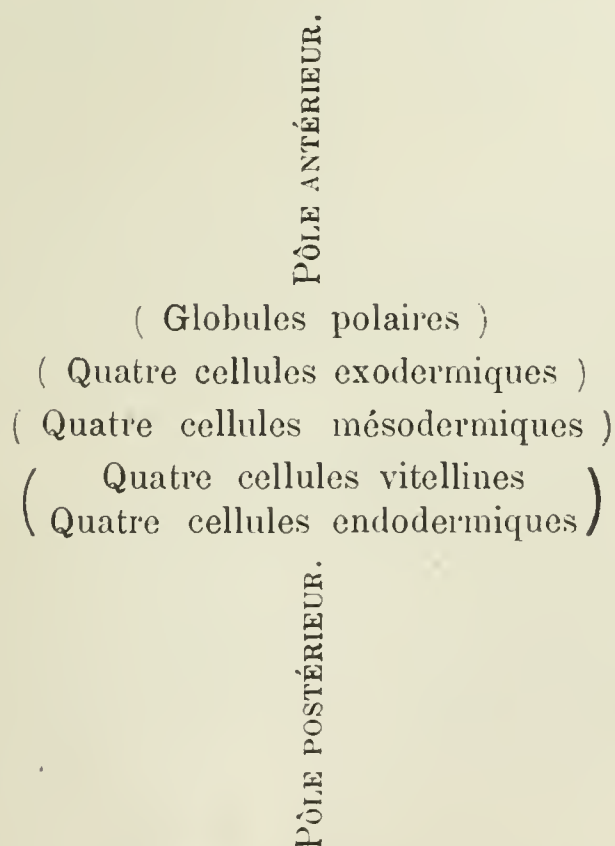 PÔLE ANTÉRIEUR.
( Globules polaires )
( Quatre cellules exodermiques )
( Quatre cellules mésodermiques )
( Quatre cellules vitellines
Quatre cellules endodermiques )
PÔLE POSTÉRIEUR.